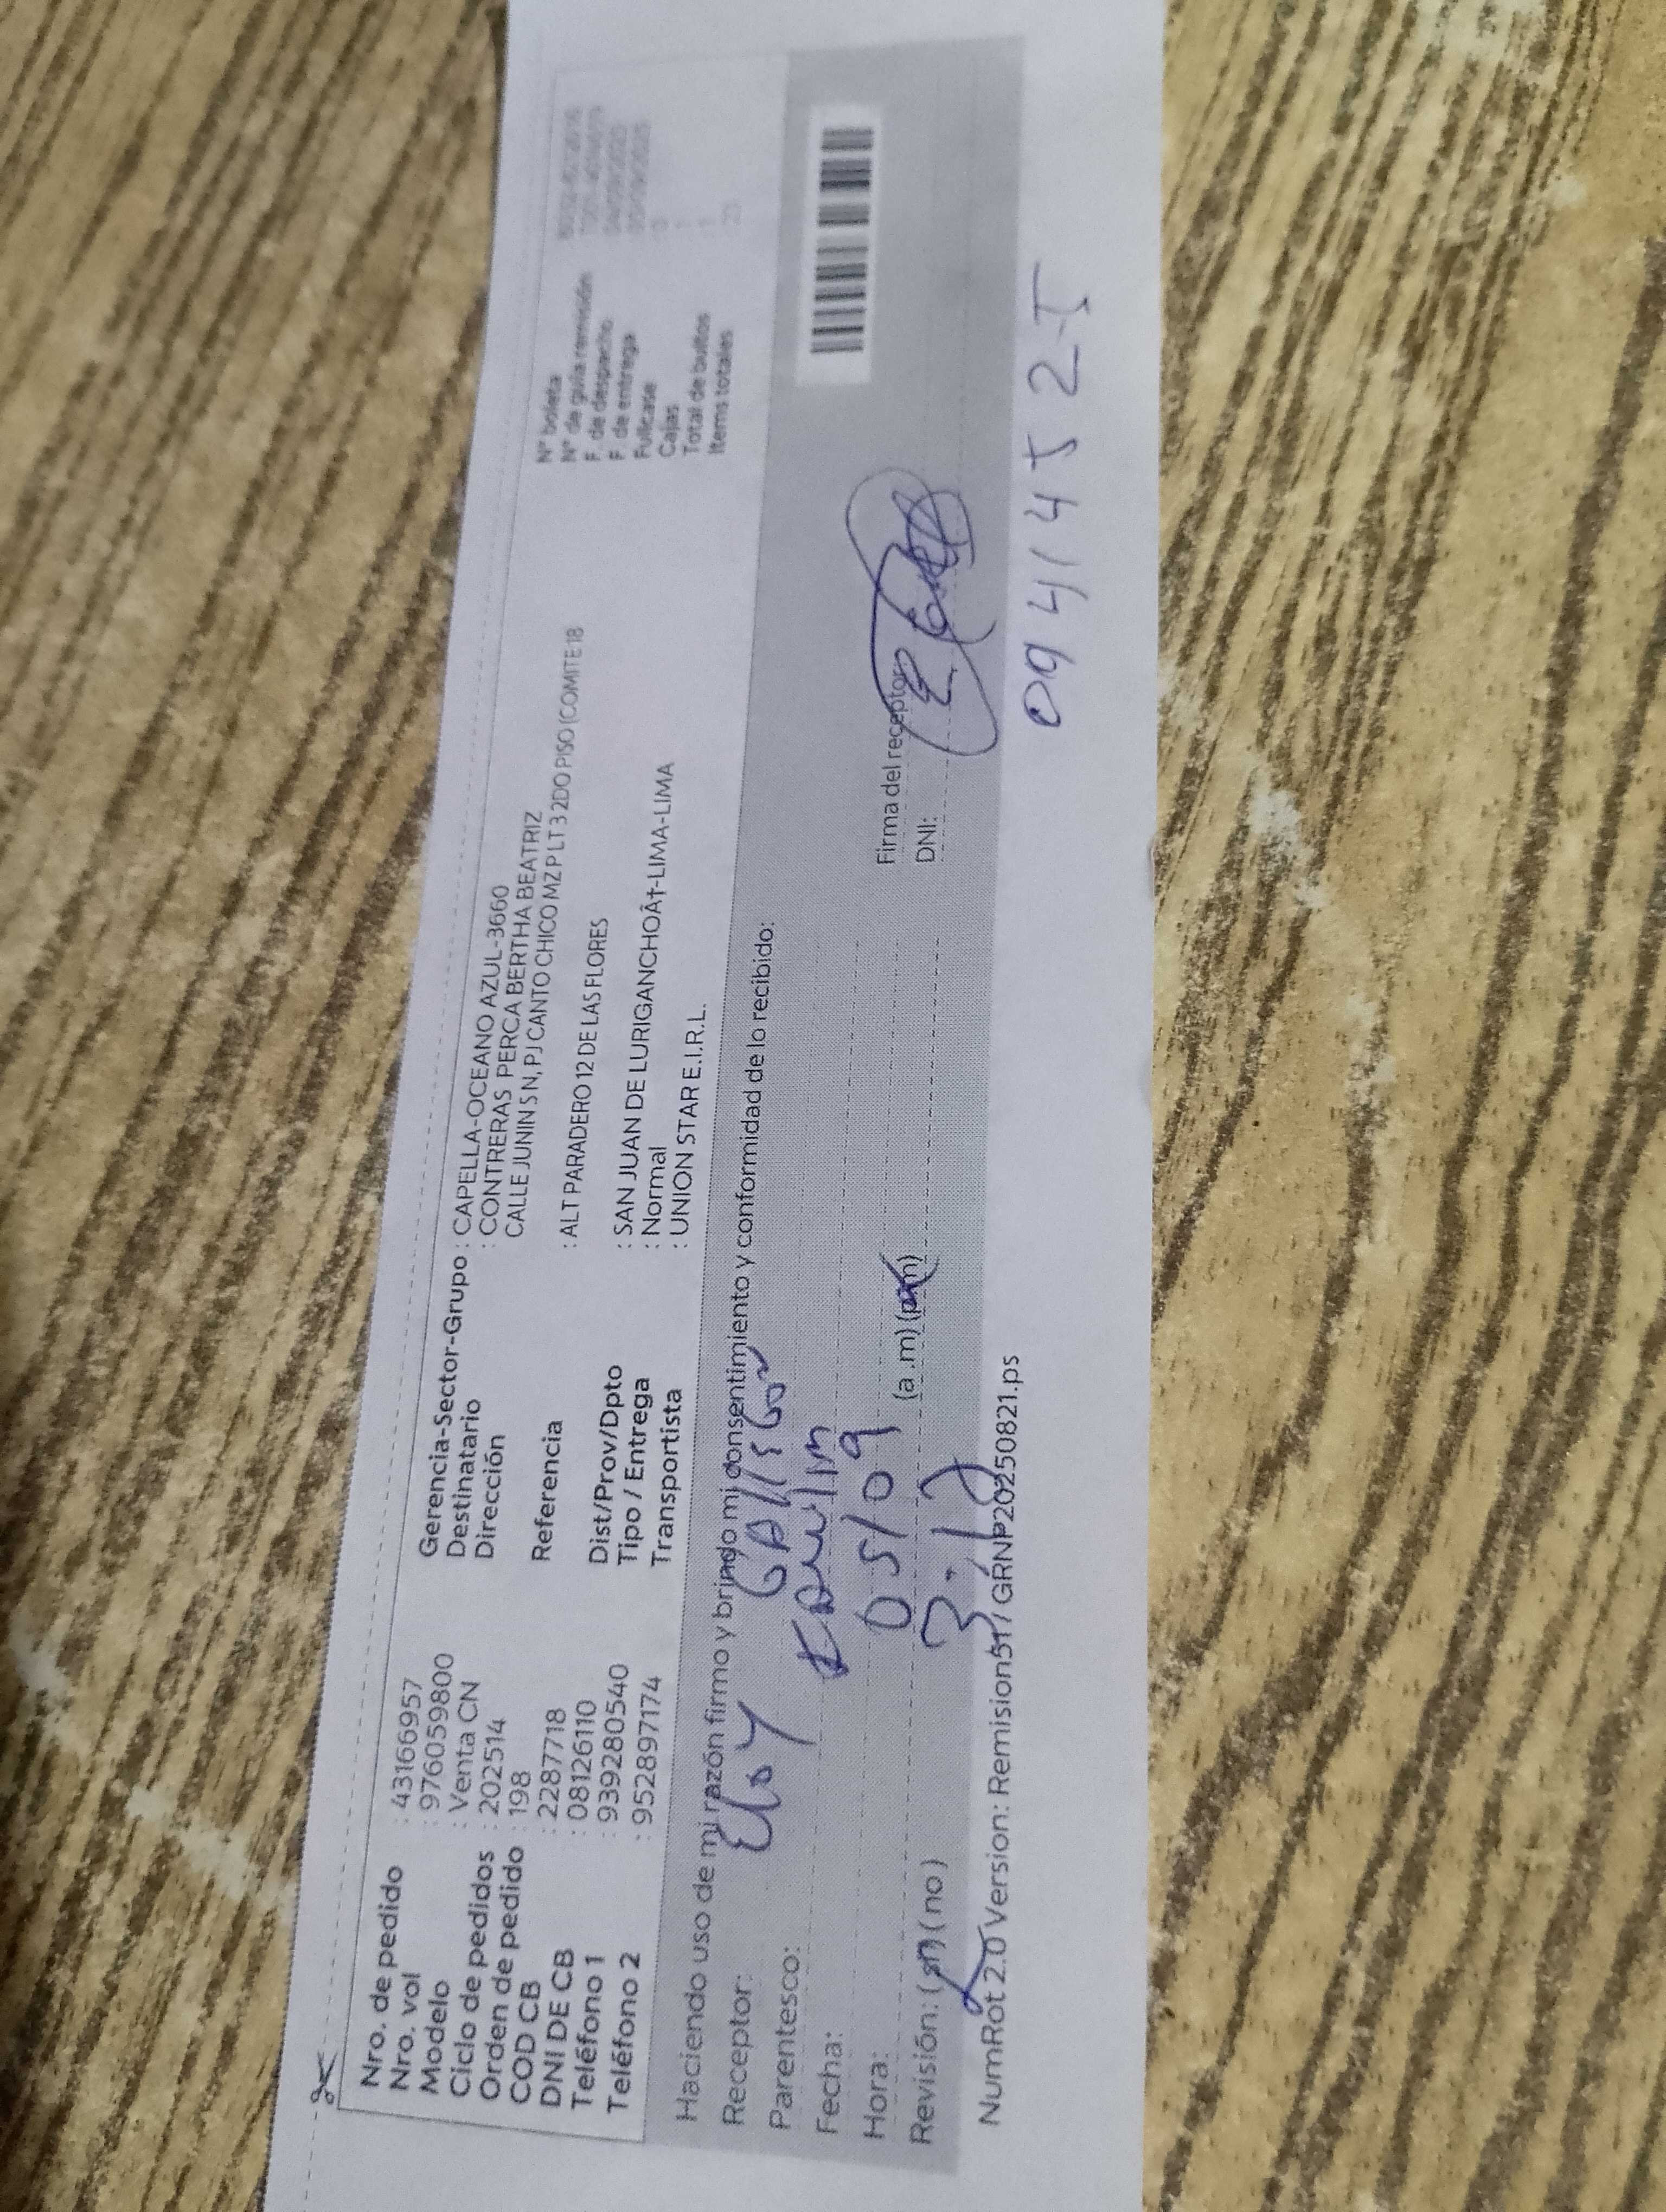 Nro. de pedido : 43166957
Nro. vol : 9760598000
Modelo : Venta CN
Ciclo de pedidos : 202514
Orden de pedido : 198
COD CB : 2287718
DNI DE CB : 08126110
Teléfono 1 : 939280540
Teléfono 2 : 952897174
Gerencia-Sector-Grupo : CAPELLA-OCEANO AZUL-3660
Destinatario : CONTRERAS PERCA BERTHA BEATRIZ
Dirección CALLE JUNIN S N, PJ CANTO CHICO MZ P LT 3 2DO PISO (COMITE 18
Referencia : ALT PARADERO 12 DE LAS FLORES
Dist/Prov/Dpto : SAN JUAN DE LURIGANCHOÂ†-LIMA-LIMA
Tipo / Entrega : Normal
Transportista : UNION STAR E.I.R.L.
N° boleta
N° de guía remisión
F. de despacho
F. de entrega
Fullcase
Cajas
Total de bultos
Items totales 23
Haciendo uso de mi razón firmo y brindo mi consentimiento y conformidad de lo recibido:
Receptor: Eloy
Parentesco:
Fecha: 05/09
Hora: 3:12 (a .m) (p.m)
Revisión: (si) (no)
Firma del receptor
DNI: 09414525
NumRot 2.0 Version: Remision517 GRNP20250821.ps